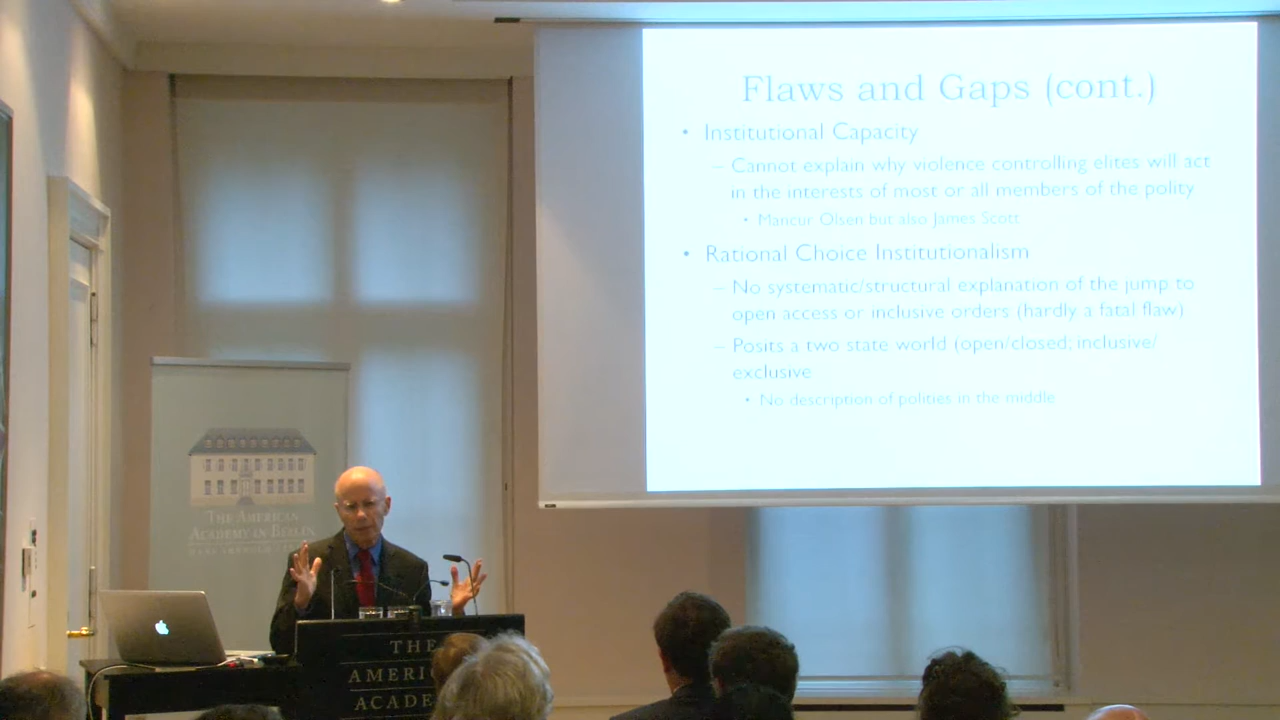 Flaws and Gaps (cont.)
• Institutional Capacity
– Cannot explain why violence controlling elites will act
in the interests of most or all members of the polity
• Mancur Olsen but also James Scott
• Rational Choice Institutionalism
– No systematic/structural explanation of the jump to
open access or inclusive orders (hardly a fatal flaw)
– Posits a two state world (open/closed; inclusive/
exclusive
• No description of polities in the middle
THE AMERICAN
ACADEMY IN BERLIN
THE
AMERI
ACADE